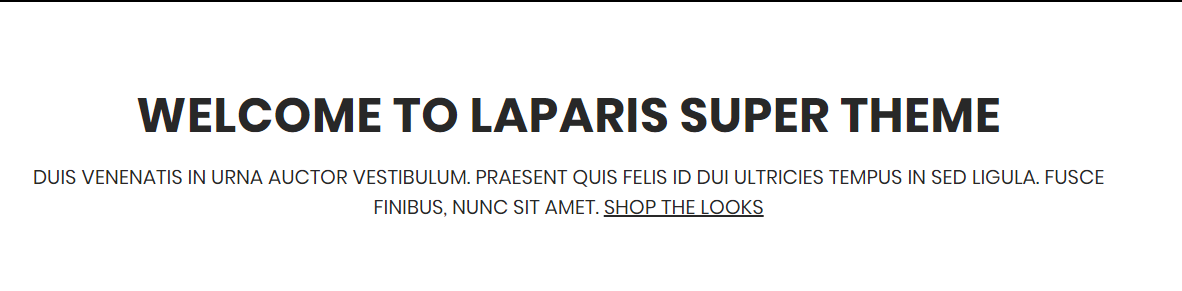 WELCOME TO LAPARIS SUPER THEME
DUIS VENENATIS IN URNA AUCTOR VESTIBULUM. PRAESENT QUIS FELIS ID DUI ULTRICIES TEMPUS IN SED LIGULA. FUSCE
FINIBUS, NUNC SIT AMET. SHOP THE LOOKS